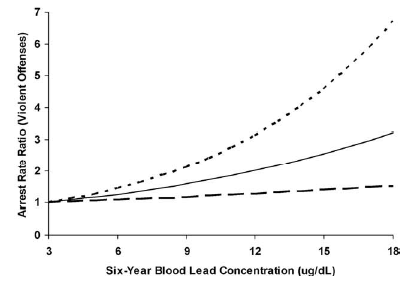 Arrest Rate Ratio (Violent Offenses)
7
6
5
4
3
2
1
0
3 6 9 12 15 18
Six-Year Blood Lead Concentration (ug/dL)